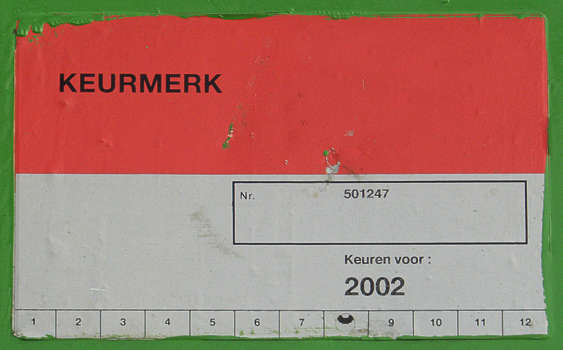 KEURMERK
Nr. 501247
Keuren voor :
2002
1 2 3 4 5 6 7 9 10 11 12